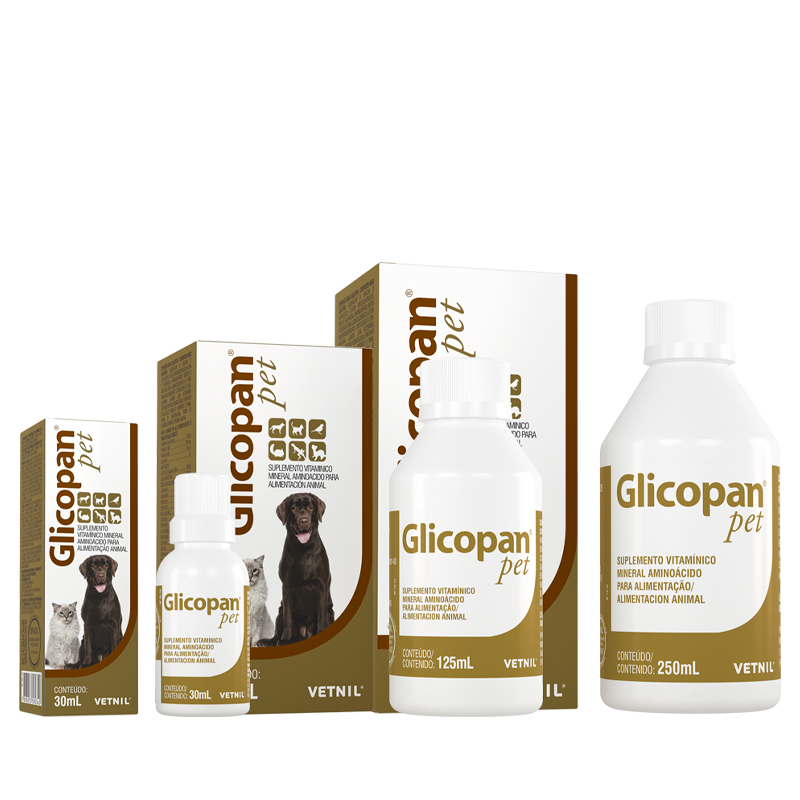 Glicopan®
pet
SUPLEMENTO
VITAMÍNICO MINERAL
AMINOÁCIDO PARA
ALIMENTAÇÃO ANIMAL
CONTEÚDO:
30mL
VETNIL®
Glicopan®
pet
SUPLEMENTO VITAMÍNICO
MINERAL AMINOÁCIDO
PARA ALIMENTAÇÃO/
ALIMENTACION ANIMAL
CONTEÚDO/
CONTENIDO: 30mL
VETNIL®
Glicopan®
pet
SUPLEMENTO VITAMÍNICO
MINERAL AMINOÁCIDO PARA
ALIMENTAÇÃO ANIMAL
VETNIL®
Glicopan®
pet
Glicopan®
pet
SUPLEMENTO VITAMÍNICO
MINERAL AMINOÁCIDO
PARA ALIMENTAÇÃO/
ALIMENTACION ANIMAL
CONTEÚDO/
CONTENIDO: 125mL
VETNIL®
Glicopan®
pet
SUPLEMENTO VITAMÍNICO
MINERAL AMINOÁCIDO
PARA ALIMENTAÇÃO/
ALIMENTACION ANIMAL
CONTEÚDO/
CONTENIDO: 250mL
VETNIL®